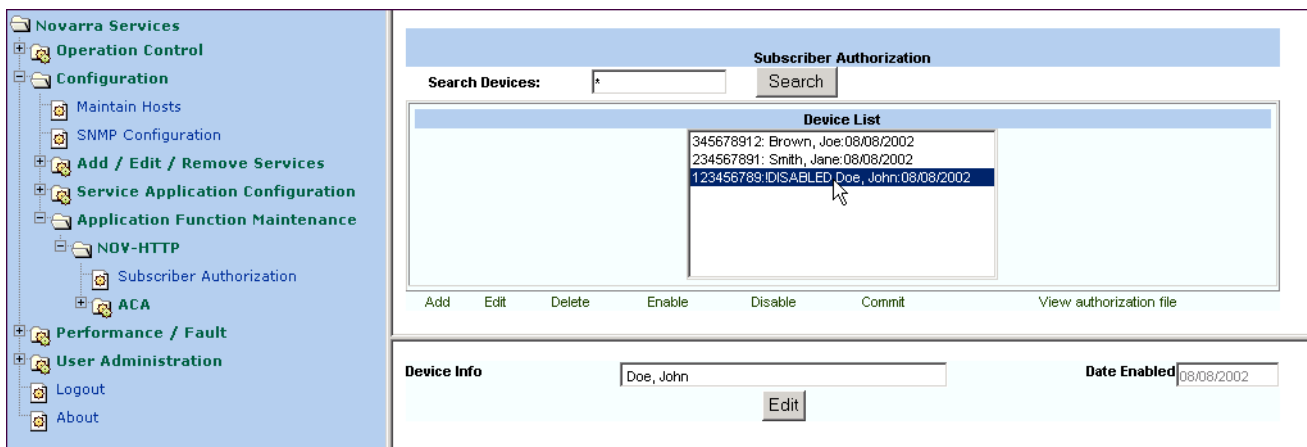 Novarra Services
Operation Control
Configuration
Maintain Hosts
SNMP Configuration
Add / Edit / Remove Services
Service Application Configuration
Application Function Maintenance
NOV-HTTP
Subscriber Authorization
ACA
Performance / Fault
User Administration
Logout
About
Subscriber Authorization
Search Devices: * Search
Device List
345678912: Brown, Joe:08/08/2002
234567891: Smith, Jane:08/08/2002
123456789:!DISABLED Doe, John:08/08/2002
Add Edit Delete Enable Disable Commit View authorization file
Device Info Doe, John Date Enabled 08/08/2002
Edit